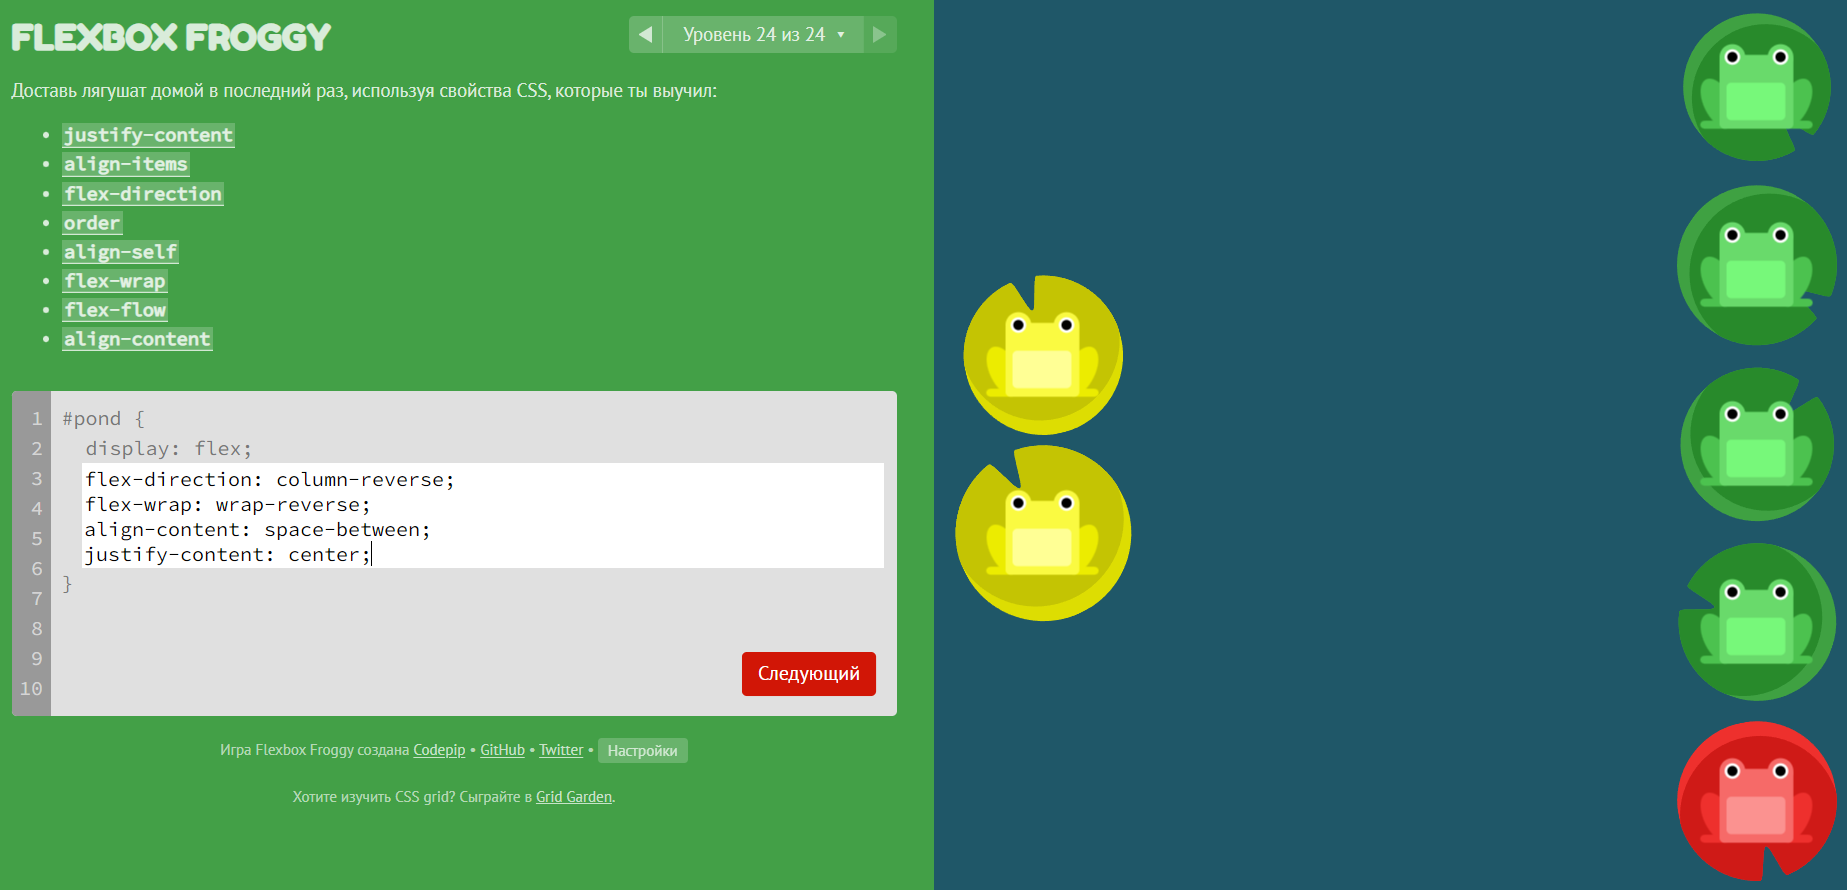 FLEXBOX FROGGY
Уровень 24 из 24
Доставь лягушат домой в последний раз, используя свойства CSS, которые ты выучил:
justify-content
align-items
flex-direction
order
align-self
flex-wrap
flex-flow
align-content
1 #pond {
2 display: flex;
3 flex-direction: column-reverse;
4 flex-wrap: wrap-reverse;
5 align-content: space-between;
6 justify-content: center;
7 }
8
9
10
Следующий
Игра Flexbox Froggy создана Codepip • GitHub • Twitter • Настройки
Хотите изучить CSS grid? Сыграйте в Grid Garden.